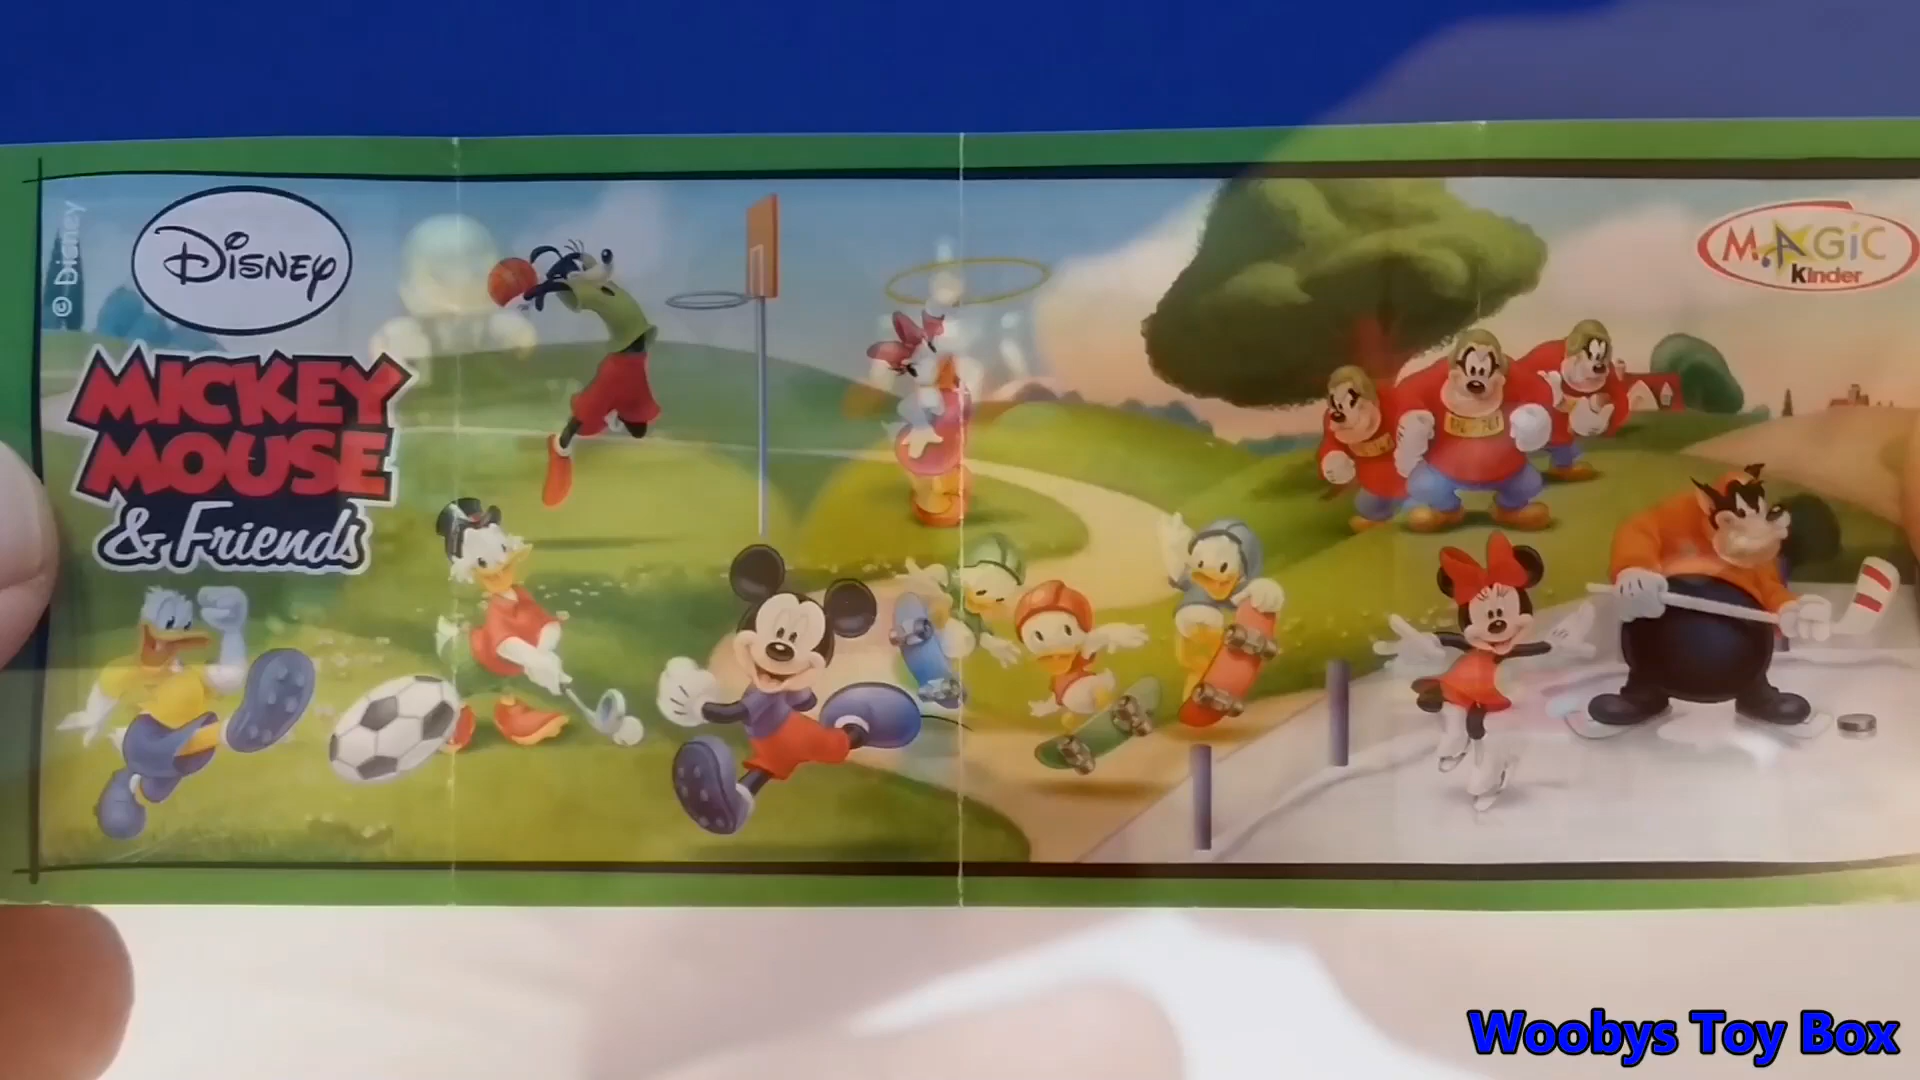 © Disney
Disney
MICKEY
MOUSE
& Friends
MAGiC
Kinder
Woobys Toy Box